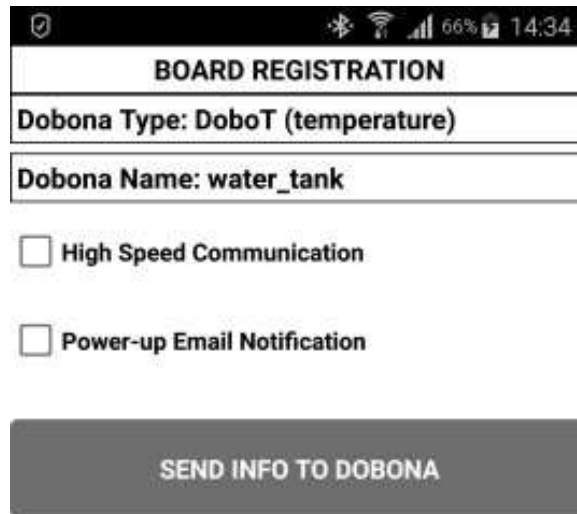 66% 14:34
BOARD REGISTRATION
Dobona Type: DoboT (temperature)
Dobona Name: water_tank
High Speed Communication
Power-up Email Notification
SEND INFO TO DOBONA